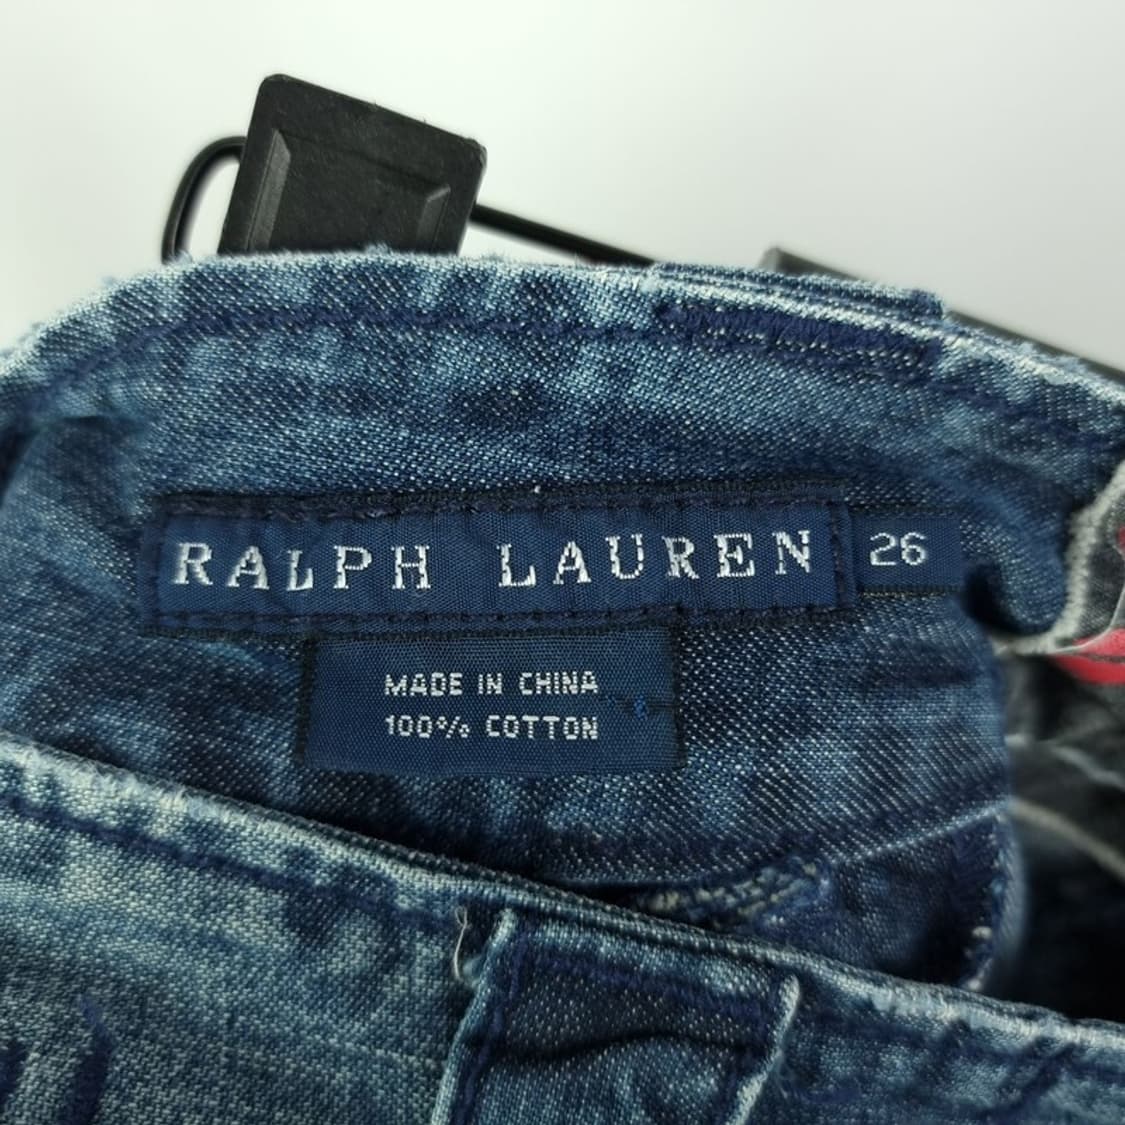 RALPH LAUREN 26
MADE IN CHINA
100% COTTON